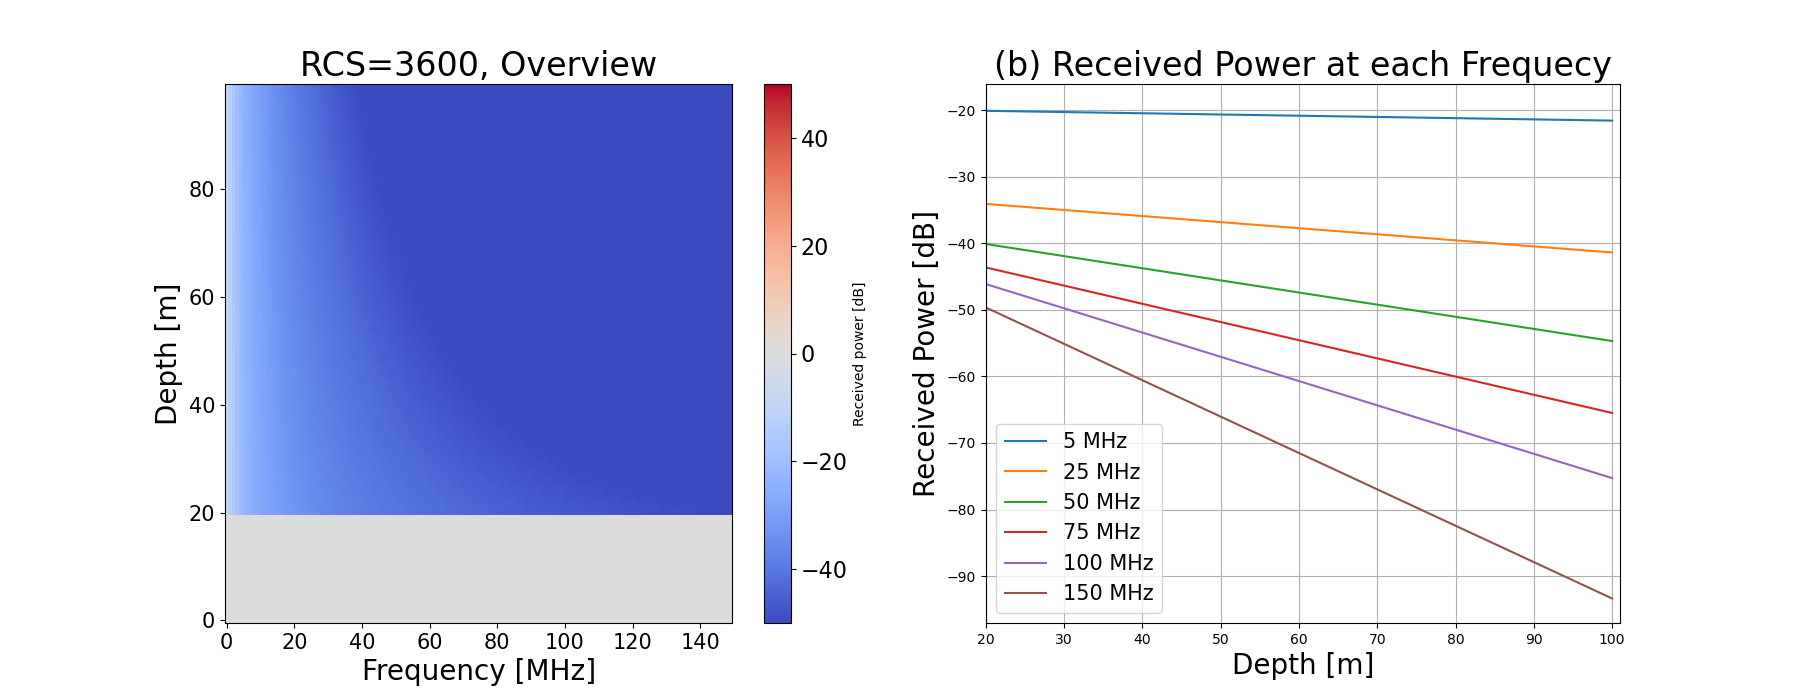 RCS=3600, Overview
Depth [m]
80
60
40
20
0
0 20 40 60 80 100 120 140
Frequency [MHz]
40
20
0
−20
−40
Received power [dB]
(b) Received Power at each Frequecy
Received Power [dB]
−20
−30
−40
−50
−60
−70
−80
−90
5 MHz
25 MHz
50 MHz
75 MHz
100 MHz
150 MHz
20 30 40 50 60 70 80 90 100
Depth [m]